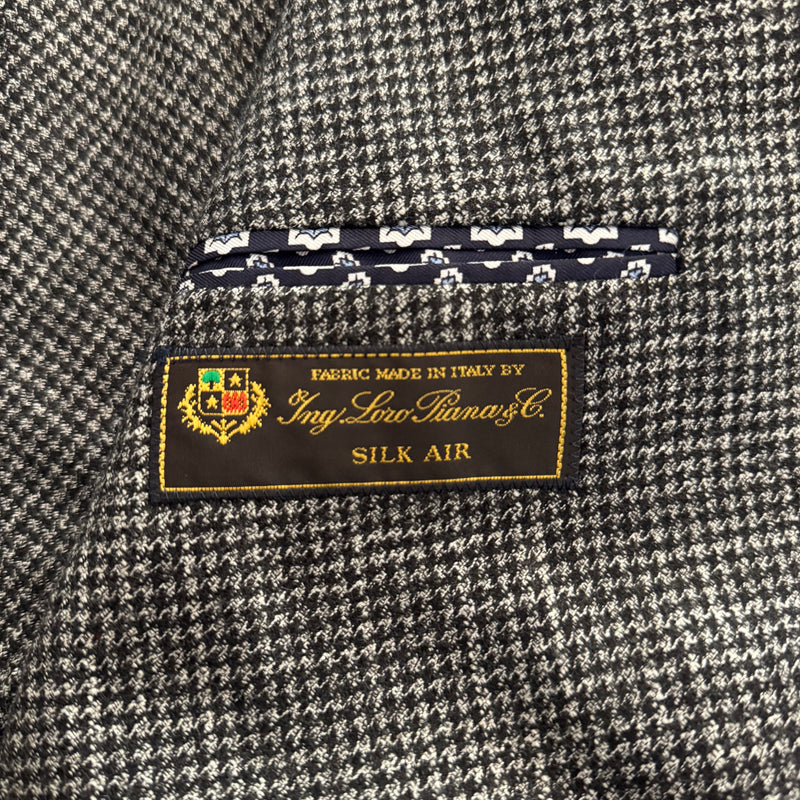 FABRIC MADE IN ITALY BY
Ing. Loro Piana & C.
SILK AIR